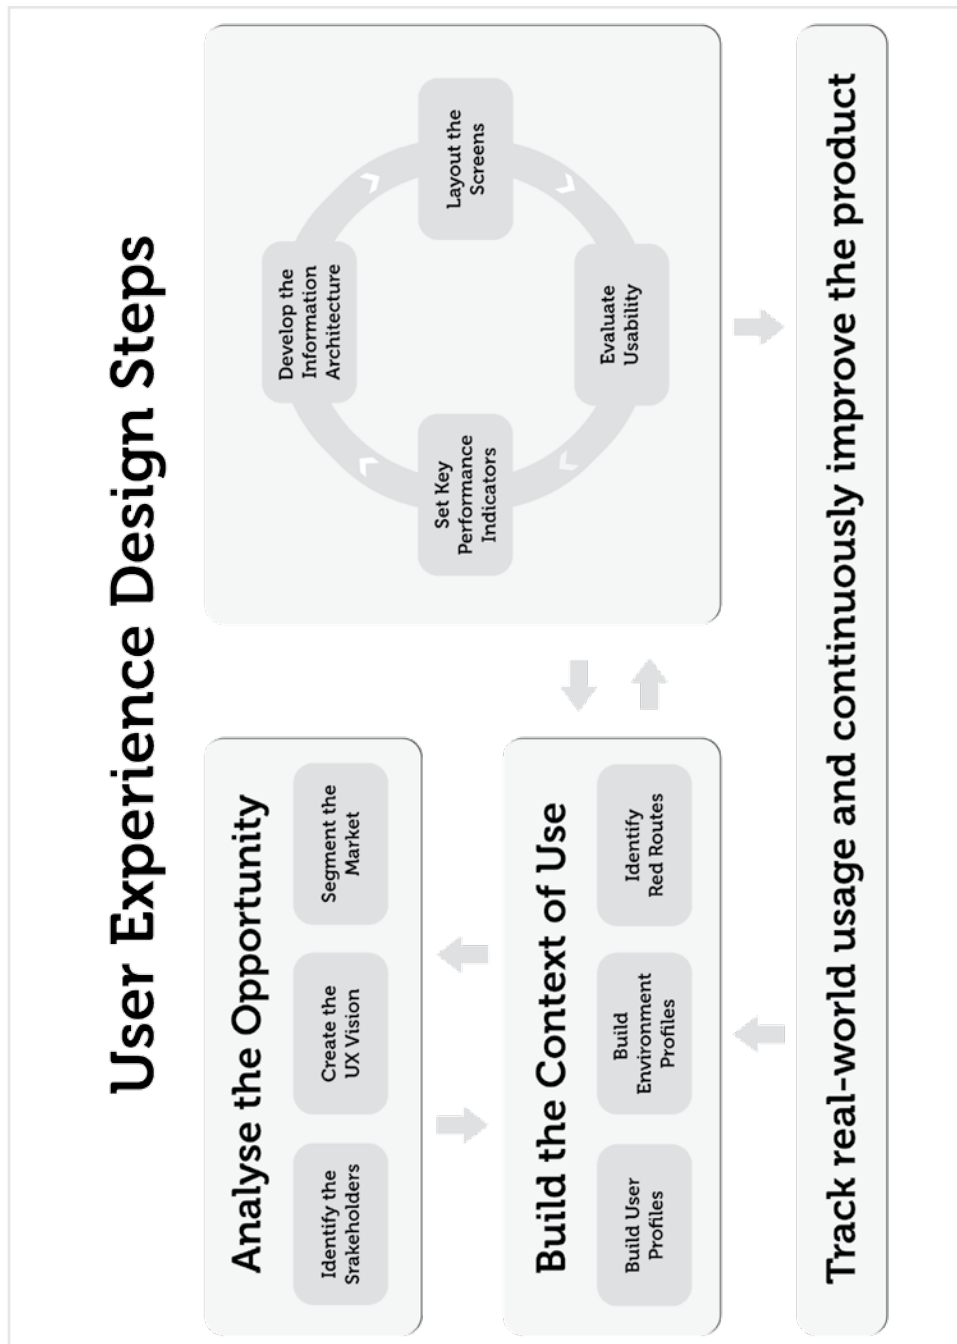 User Experience Design Steps
Analyse the Opportunity
Identify the
Srakeholders
Create the
UX Vision
Segment the
Market
Build the Context of Use
Build User
Profiles
Build
Environment
Profiles
Identify
Red Routes
Develop the
Information
Architecture
Layout the
Screens
Evaluate
Usability
Set Key
Performance
Indicators
Track real-world usage and continuously improve the product